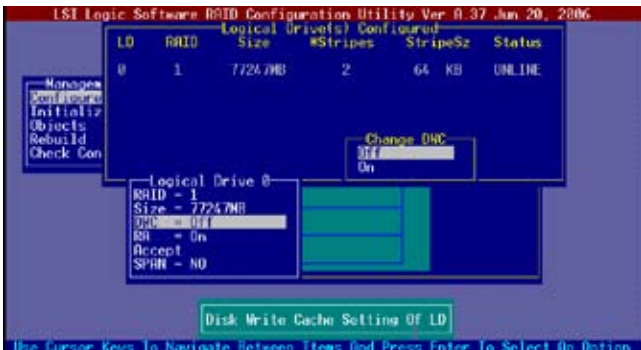 LSI Logic Software RAID Configuration Utility Ver A.37 Jun 20, 2006
Logical Drive(s) Configured
LD RAID Size #Stripes StripeSz Status
0 1 77247MB 2 64 KB ONLINE
Managem
Configure
Initializ
Objects
Rebuild
Check Con
Change DWC
Off
On
Logical Drive 0
RAID - 1
Size - 77247MB
DWC = Off
RA = On
Accept
SPAN - NO
Disk Write Cache Setting Of LD
Use Cursor Keys To Navigate Between Items And Press Enter To Select An Option